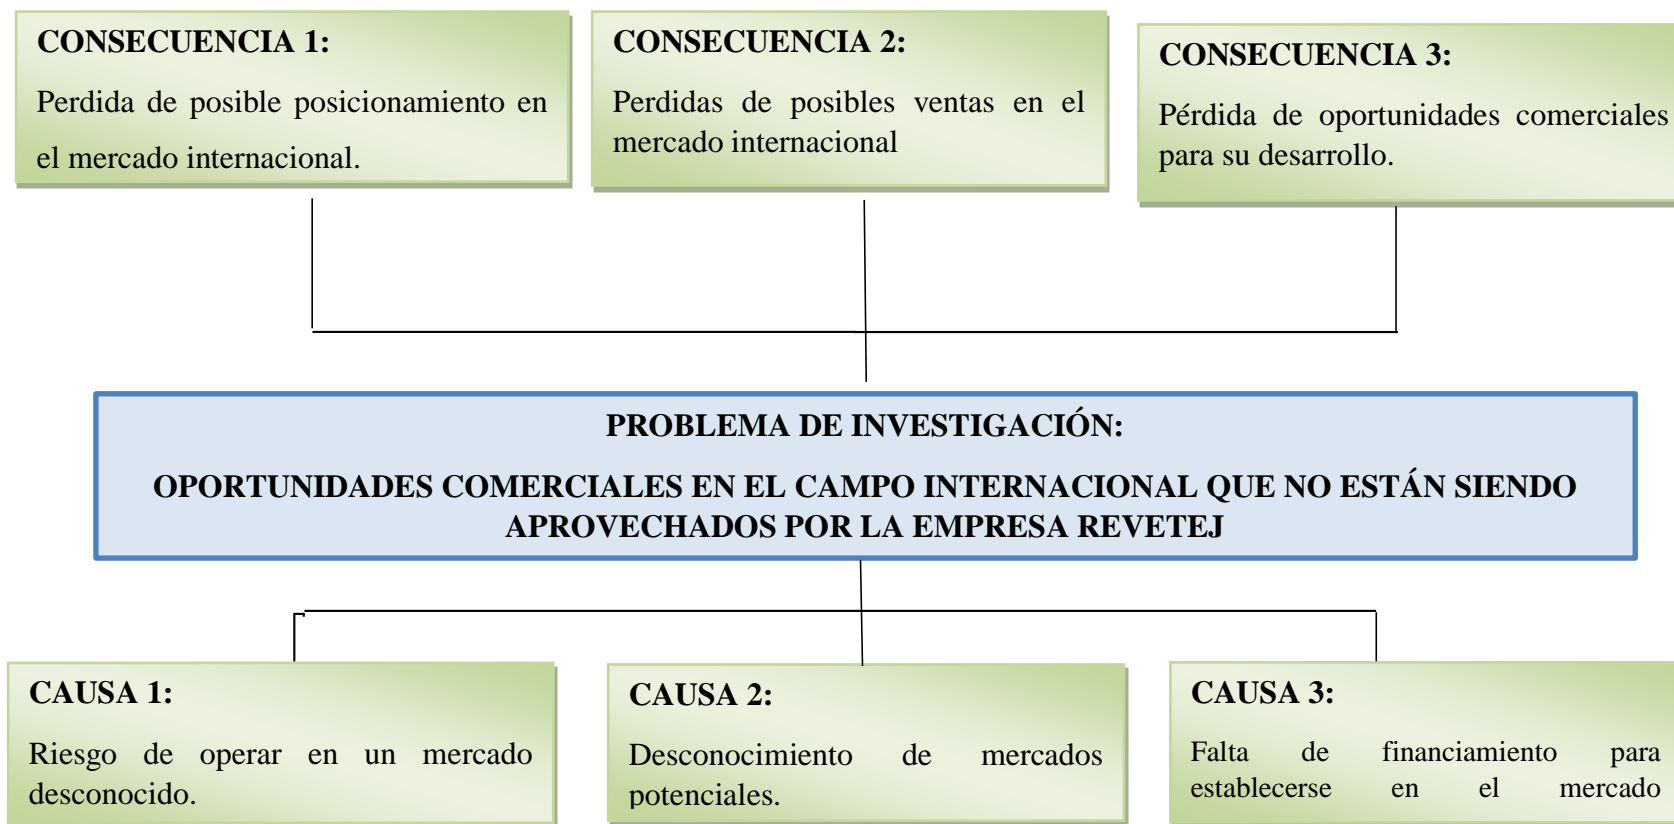 CONSECUENCIA 1:
Perdida de posible posicionamiento en
el mercado internacional.
CONSECUENCIA 2:
Perdidas de posibles ventas en el
mercado internacional
CONSECUENCIA 3:
Pérdida de oportunidades comerciales
para su desarrollo.
PROBLEMA DE INVESTIGACIÓN:
OPORTUNIDADES COMERCIALES EN EL CAMPO INTERNACIONAL QUE NO ESTÁN SIENDO
APROVECHADOS POR LA EMPRESA REVETEJ
CAUSA 1:
Riesgo de operar en un mercado
desconocido.
CAUSA 2:
Desconocimiento de mercados
potenciales.
CAUSA 3:
Falta de financiamiento para
establecerse en el mercado